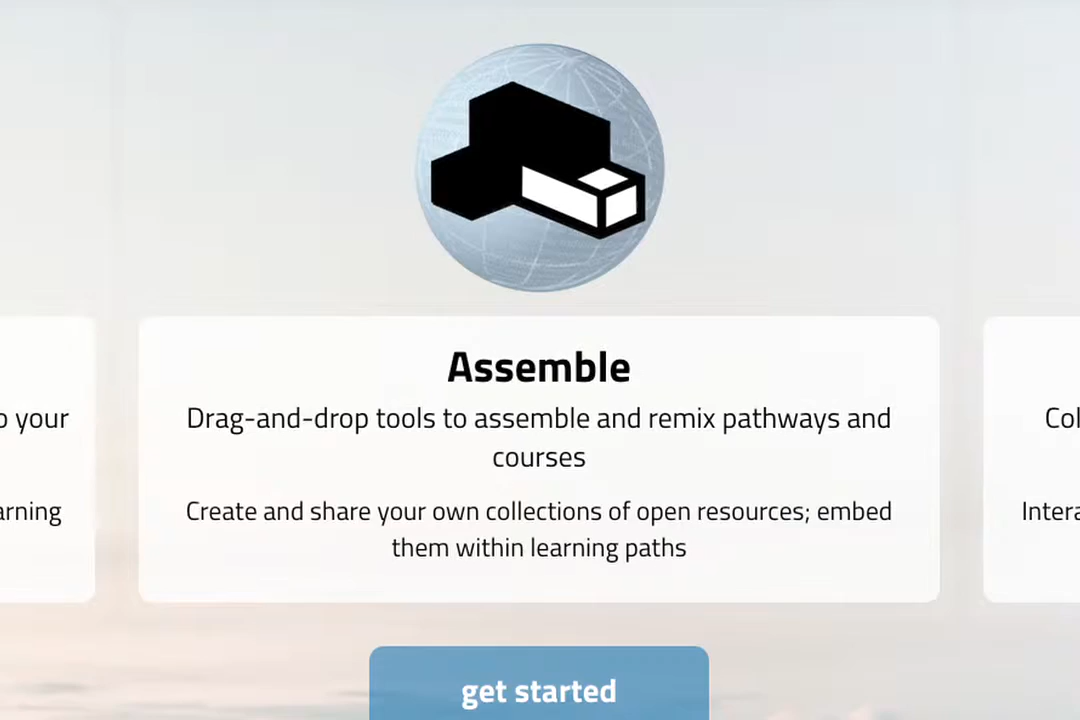 Assemble
Drag-and-drop tools to assemble and remix pathways and
courses
Create and share your own collections of open resources; embed
them within learning paths
your
get started